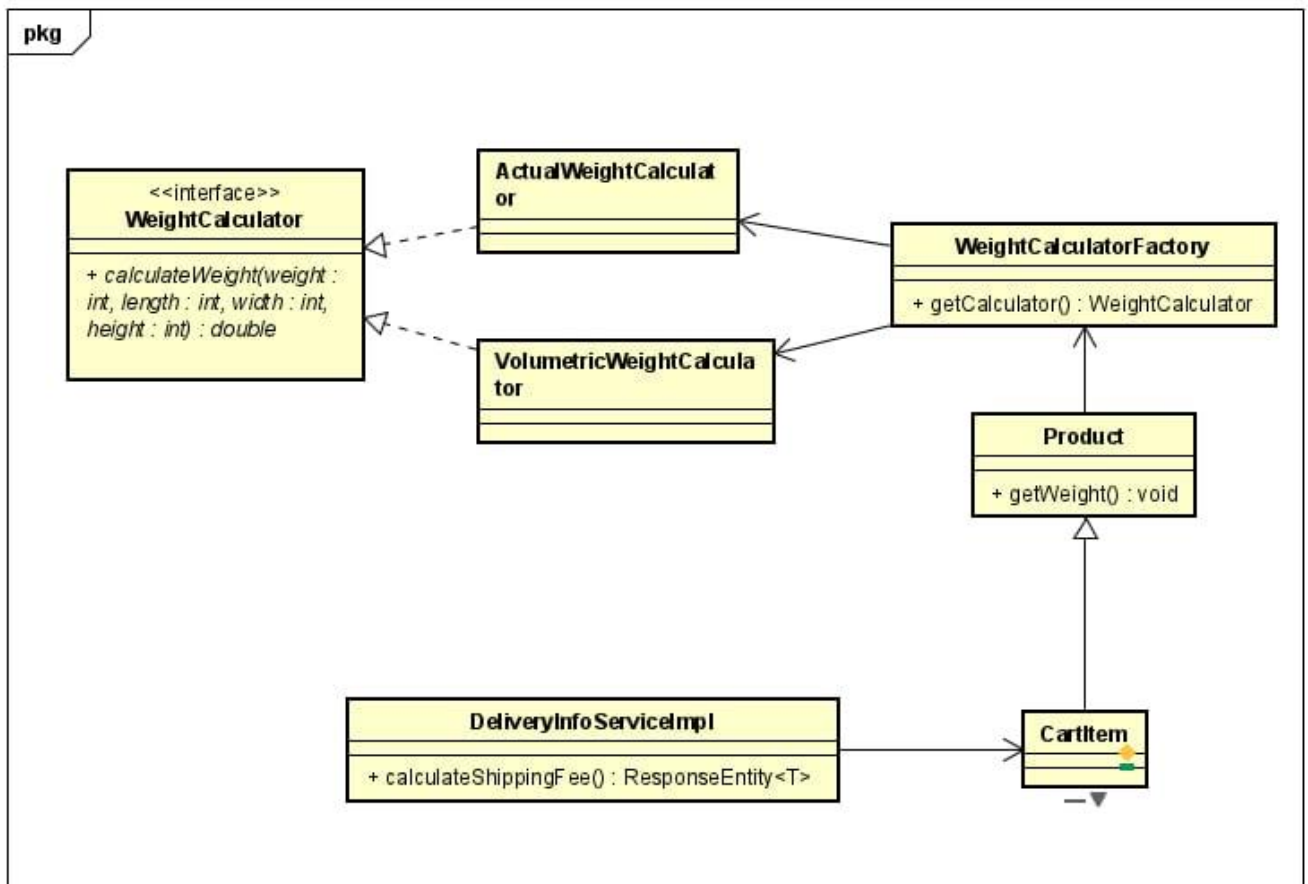 pkg
<<interface>>
WeightCalculator
+ calculateWeight(weight :
int, length : int, width : int,
height : int) : double
ActualWeightCalculat
or
VolumetricWeightCalcula
tor
WeightCalculatorFactory
+ getCalculator() : WeightCalculator
Product
+ getWeight() : void
DeliveryInfoServiceImpl
+ calculateShippingFee() : ResponseEntity<T>
CartItem